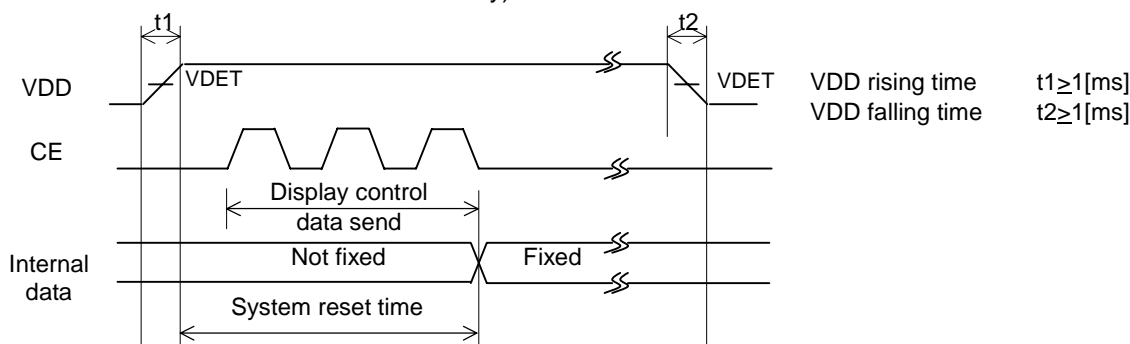 t1
t2
VDD
VDET
VDET
VDD rising time t1≥1[ms]
VDD falling time t2≥1[ms]
CE
Display control
data send
Internal
data
Not fixed
Fixed
System reset time